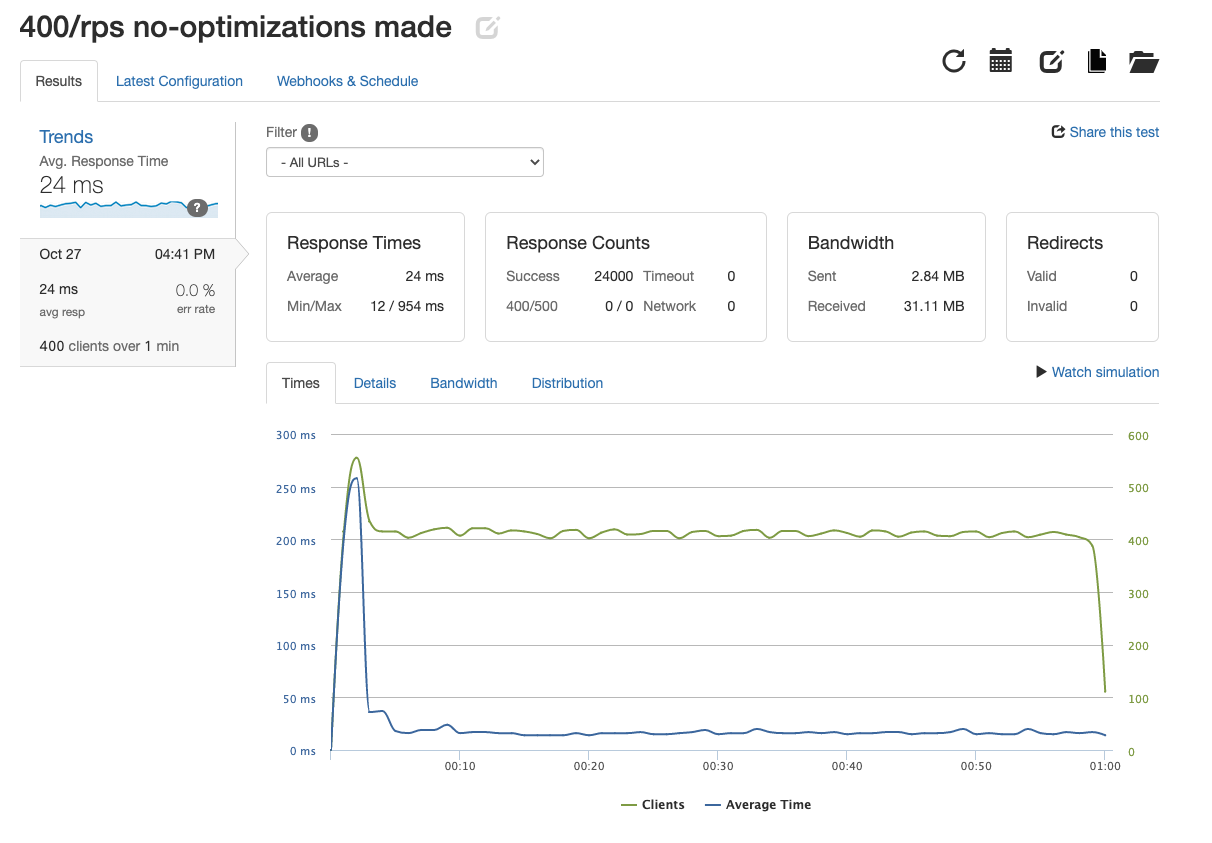 400/rps no-optimizations made
Results Latest Configuration Webhooks & Schedule
Trends
Avg. Response Time
24 ms
?
Oct 27 04:41 PM
24 ms 0.0 %
avg resp err rate
400 clients over 1 min
Filter !
- All URLs -
Share this test
Response Times
Average 24 ms
Min/Max 12 / 954 ms
Response Counts
Success 24000 Timeout 0
400/500 0 / 0 Network 0
Bandwidth
Sent 2.84 MB
Received 31.11 MB
Redirects
Valid 0
Invalid 0
Times Details Bandwidth Distribution
Watch simulation
300 ms 600
250 ms 500
200 ms 400
150 ms 300
100 ms 200
50 ms 100
0 ms 0
00:10 00:20 00:30 00:40 00:50 01:00
Clients Average Time